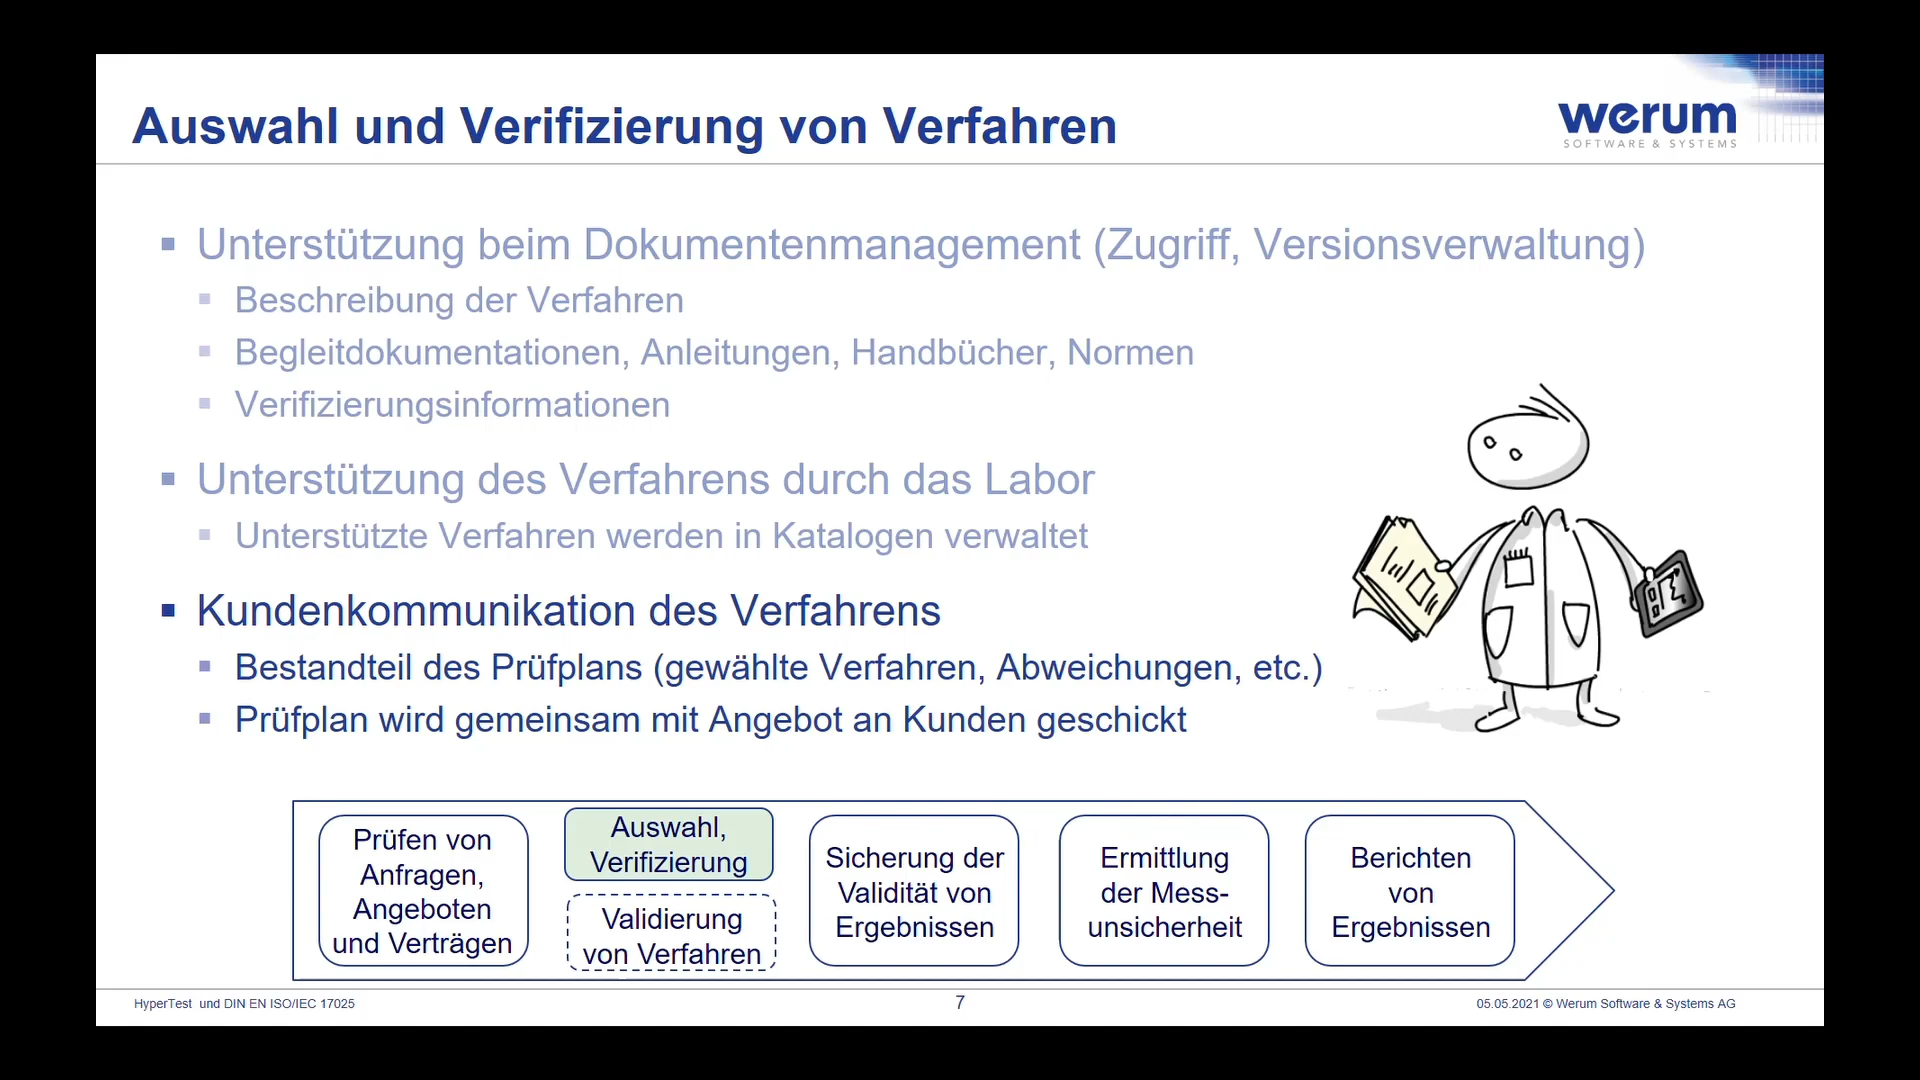 Auswahl und Verifizierung von Verfahren
werum
SOFTWARE & SYSTEMS
Unterstützung beim Dokumentenmanagement (Zugriff, Versionsverwaltung)
Beschreibung der Verfahren
Begleitdokumentationen, Anleitungen, Handbücher, Normen
Verifizierungsinformationen
Unterstützung des Verfahrens durch das Labor
Unterstützte Verfahren werden in Katalogen verwaltet
Kundenkommunikation des Verfahrens
Bestandteil des Prüfplans (gewählte Verfahren, Abweichungen, etc.)
Prüfplan wird gemeinsam mit Angebot an Kunden geschickt
Prüfen von
Anfragen,
Angeboten
und Verträgen
Auswahl,
Verifizierung
Validierung
von Verfahren
Sicherung der
Validität von
Ergebnissen
Ermittlung
der Mess-
unsicherheit
Berichten
von
Ergebnissen
HyperTest und DIN EN ISO/IEC 17025
7
05.05.2021 © Werum Software & Systems AG